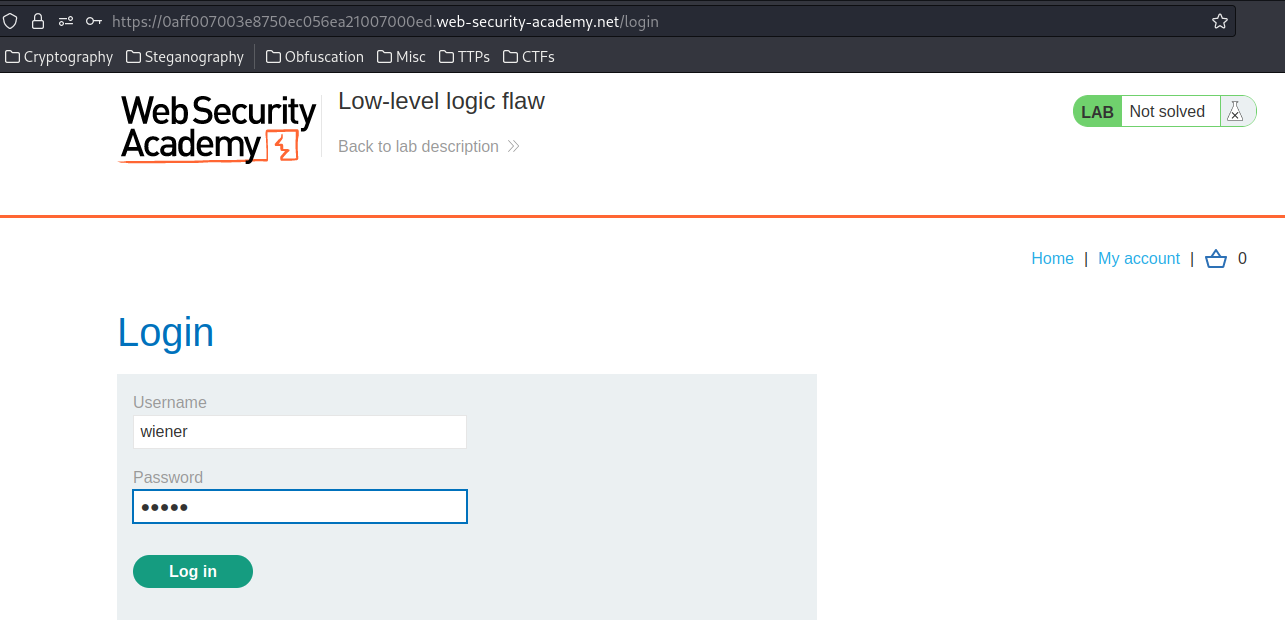 https://0aff007003e8750ec056ea21007000ed.web-security-academy.net/login
Cryptography Steganography Obfuscation Misc TTPs CTFs
Web Security
Academy
Low-level logic flaw
Back to lab description
LAB Not solved
Home | My account | 0
Login
Username
wiener
Password
•••••
Log in